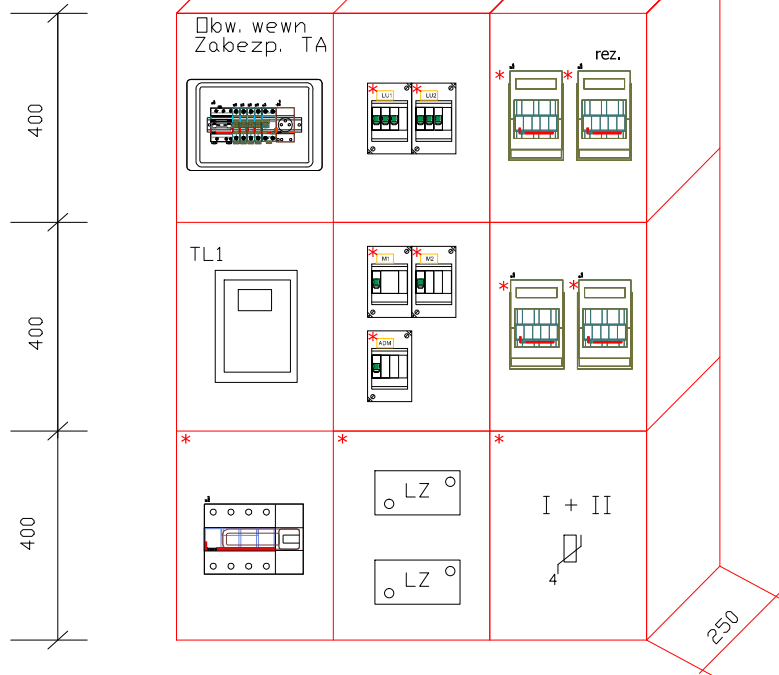 Obw. wewn
Zabezp. TA
rez.
LU1
LU2
400
TL1
M1
M2
ADM
400
LZ
LZ
I + II
4
400
250